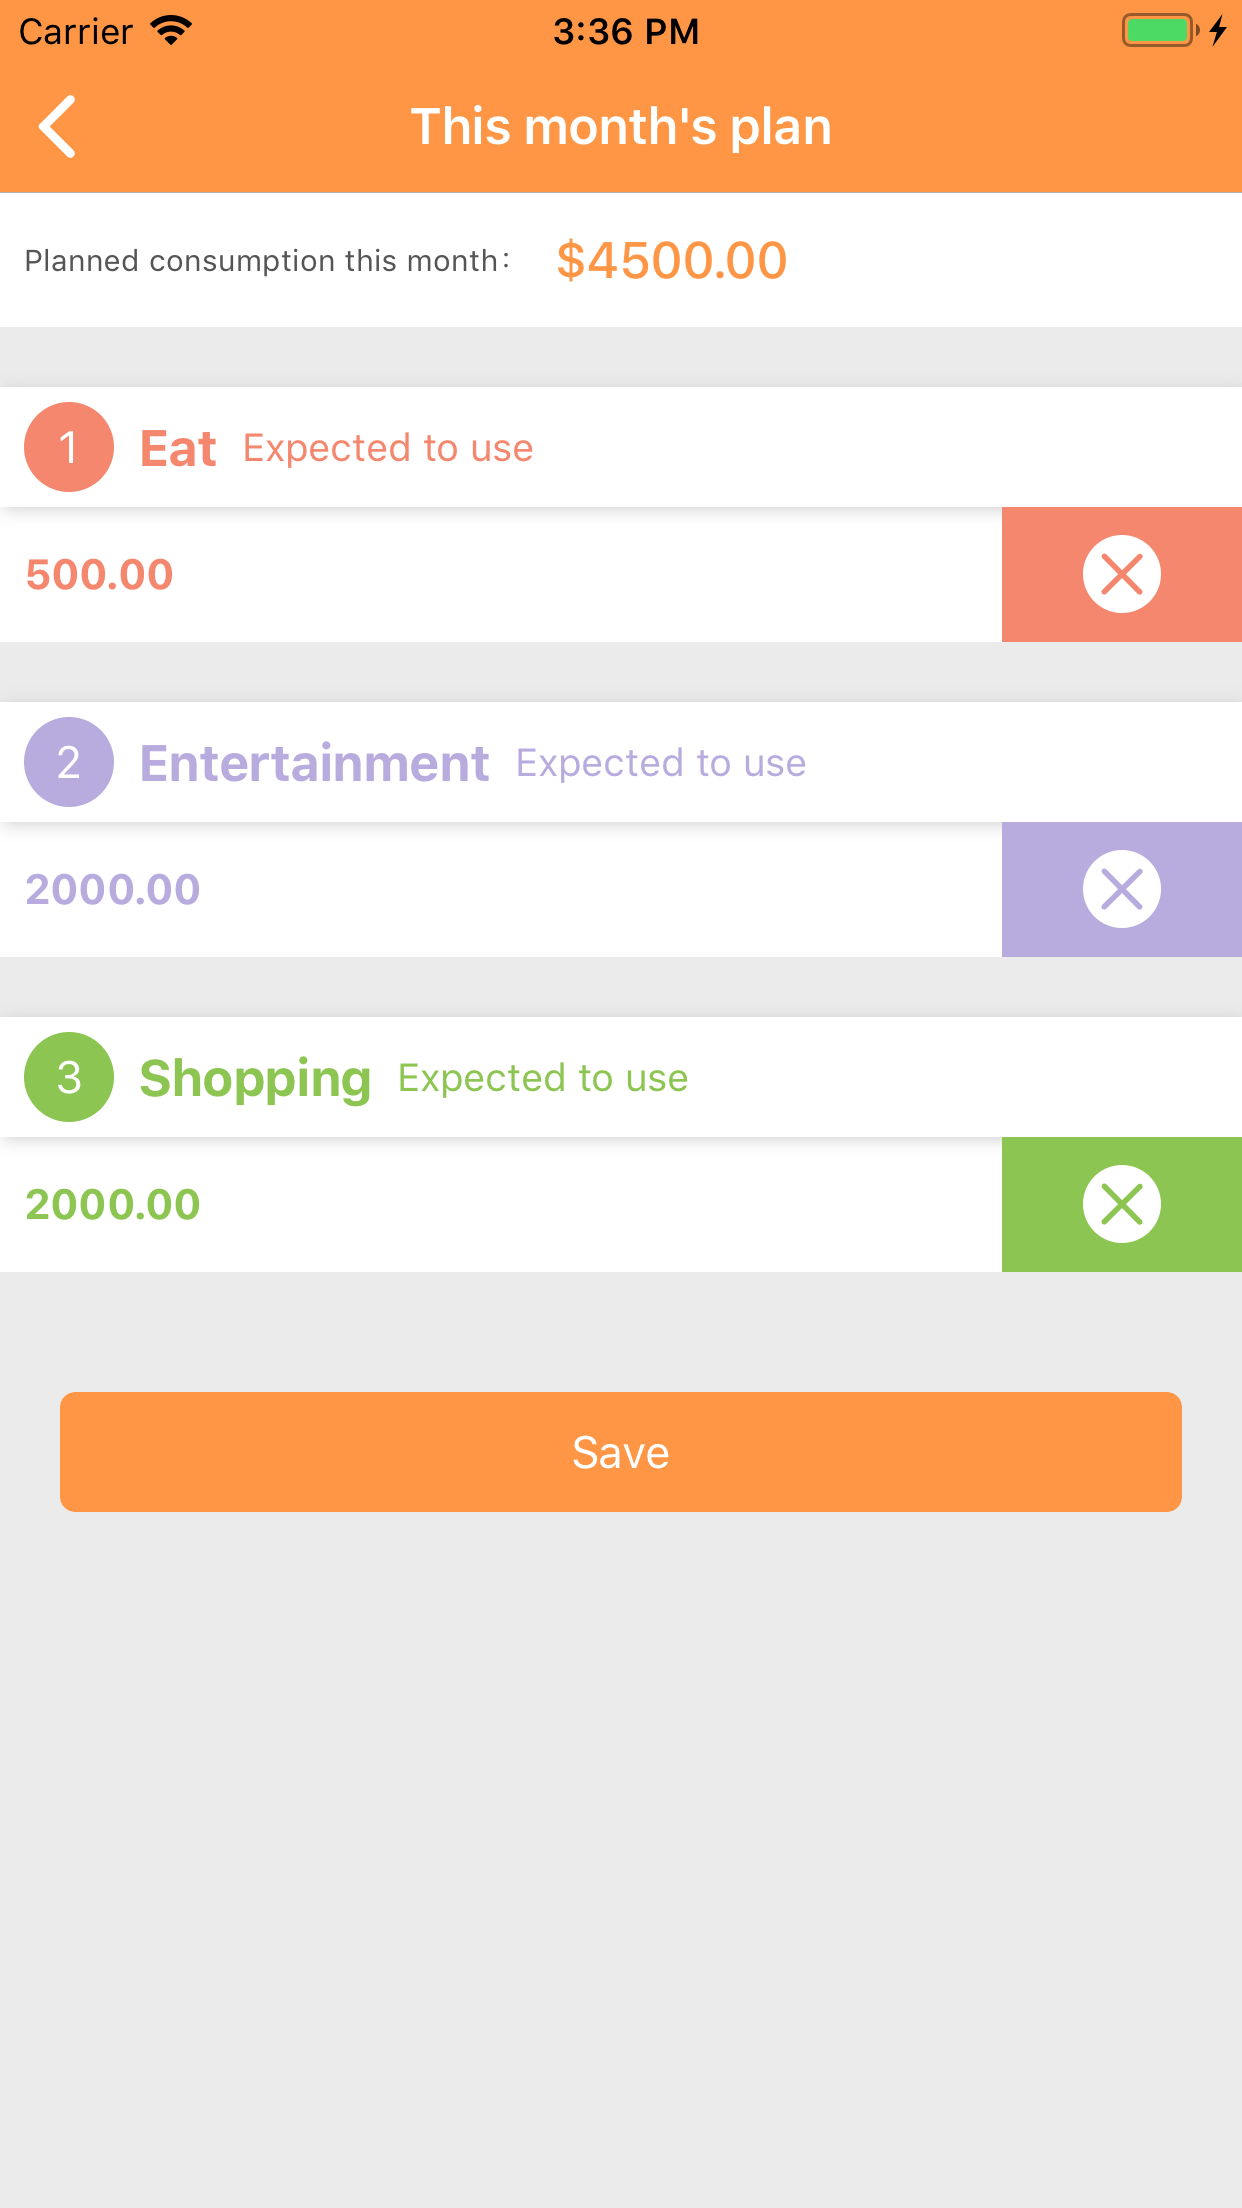 Carrier 3:36 PM
This month's plan
Planned consumption this month: $4500.00
1 Eat Expected to use
500.00
2 Entertainment Expected to use
2000.00
3 Shopping Expected to use
2000.00
Save